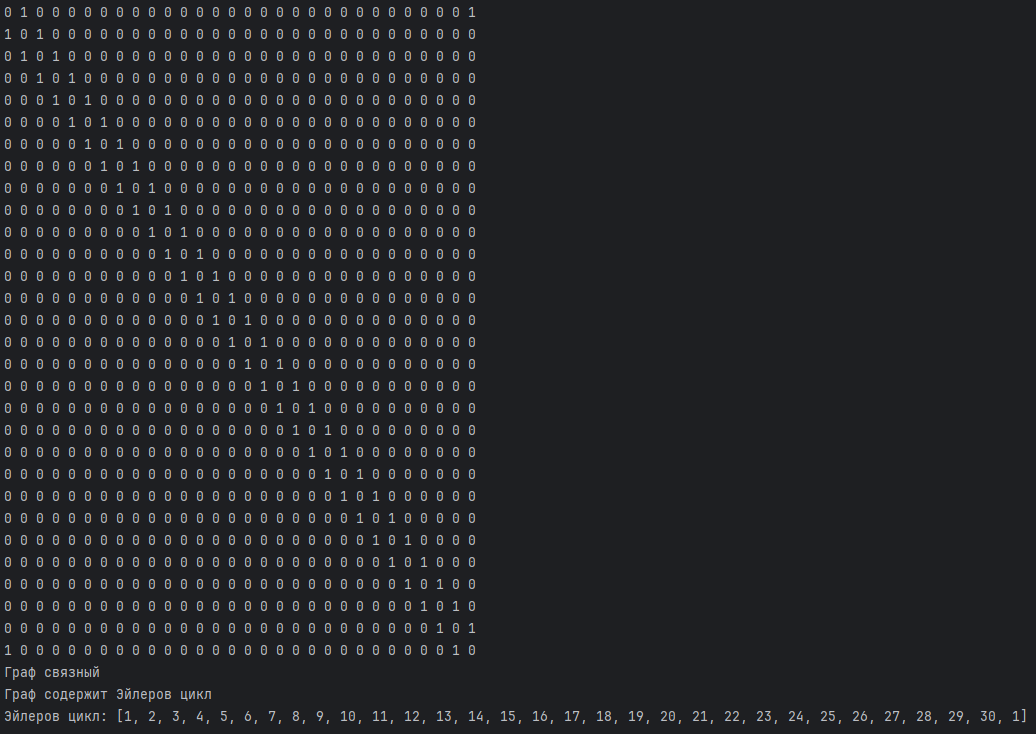 0 1 0 0 0 0 0 0 0 0 0 0 0 0 0 0 0 0 0 0 0 0 0 0 0 0 0 0 0 1
1 0 1 0 0 0 0 0 0 0 0 0 0 0 0 0 0 0 0 0 0 0 0 0 0 0 0 0 0 0
0 1 0 1 0 0 0 0 0 0 0 0 0 0 0 0 0 0 0 0 0 0 0 0 0 0 0 0 0 0
0 0 1 0 1 0 0 0 0 0 0 0 0 0 0 0 0 0 0 0 0 0 0 0 0 0 0 0 0 0
0 0 0 1 0 1 0 0 0 0 0 0 0 0 0 0 0 0 0 0 0 0 0 0 0 0 0 0 0 0
0 0 0 0 1 0 1 0 0 0 0 0 0 0 0 0 0 0 0 0 0 0 0 0 0 0 0 0 0 0
0 0 0 0 0 1 0 1 0 0 0 0 0 0 0 0 0 0 0 0 0 0 0 0 0 0 0 0 0 0
0 0 0 0 0 0 1 0 1 0 0 0 0 0 0 0 0 0 0 0 0 0 0 0 0 0 0 0 0 0
0 0 0 0 0 0 0 1 0 1 0 0 0 0 0 0 0 0 0 0 0 0 0 0 0 0 0 0 0 0
0 0 0 0 0 0 0 0 1 0 1 0 0 0 0 0 0 0 0 0 0 0 0 0 0 0 0 0 0 0
0 0 0 0 0 0 0 0 0 1 0 1 0 0 0 0 0 0 0 0 0 0 0 0 0 0 0 0 0 0
0 0 0 0 0 0 0 0 0 0 1 0 1 0 0 0 0 0 0 0 0 0 0 0 0 0 0 0 0 0
0 0 0 0 0 0 0 0 0 0 0 1 0 1 0 0 0 0 0 0 0 0 0 0 0 0 0 0 0 0
0 0 0 0 0 0 0 0 0 0 0 0 1 0 1 0 0 0 0 0 0 0 0 0 0 0 0 0 0 0
0 0 0 0 0 0 0 0 0 0 0 0 0 1 0 1 0 0 0 0 0 0 0 0 0 0 0 0 0 0
0 0 0 0 0 0 0 0 0 0 0 0 0 0 1 0 1 0 0 0 0 0 0 0 0 0 0 0 0 0
0 0 0 0 0 0 0 0 0 0 0 0 0 0 0 1 0 1 0 0 0 0 0 0 0 0 0 0 0 0
0 0 0 0 0 0 0 0 0 0 0 0 0 0 0 0 1 0 1 0 0 0 0 0 0 0 0 0 0 0
0 0 0 0 0 0 0 0 0 0 0 0 0 0 0 0 0 1 0 1 0 0 0 0 0 0 0 0 0 0
0 0 0 0 0 0 0 0 0 0 0 0 0 0 0 0 0 0 1 0 1 0 0 0 0 0 0 0 0 0
0 0 0 0 0 0 0 0 0 0 0 0 0 0 0 0 0 0 0 1 0 1 0 0 0 0 0 0 0 0
0 0 0 0 0 0 0 0 0 0 0 0 0 0 0 0 0 0 0 0 1 0 1 0 0 0 0 0 0 0
0 0 0 0 0 0 0 0 0 0 0 0 0 0 0 0 0 0 0 0 0 1 0 1 0 0 0 0 0 0
0 0 0 0 0 0 0 0 0 0 0 0 0 0 0 0 0 0 0 0 0 0 1 0 1 0 0 0 0 0
0 0 0 0 0 0 0 0 0 0 0 0 0 0 0 0 0 0 0 0 0 0 0 1 0 1 0 0 0 0
0 0 0 0 0 0 0 0 0 0 0 0 0 0 0 0 0 0 0 0 0 0 0 0 1 0 1 0 0 0
0 0 0 0 0 0 0 0 0 0 0 0 0 0 0 0 0 0 0 0 0 0 0 0 0 1 0 1 0 0
0 0 0 0 0 0 0 0 0 0 0 0 0 0 0 0 0 0 0 0 0 0 0 0 0 0 1 0 1 0
0 0 0 0 0 0 0 0 0 0 0 0 0 0 0 0 0 0 0 0 0 0 0 0 0 0 0 1 0 1
1 0 0 0 0 0 0 0 0 0 0 0 0 0 0 0 0 0 0 0 0 0 0 0 0 0 0 0 1 0
Граф связный
Граф содержит Эйлеров цикл
Эйлеров цикл: [1, 2, 3, 4, 5, 6, 7, 8, 9, 10, 11, 12, 13, 14, 15, 16, 17, 18, 19, 20, 21, 22, 23, 24, 25, 26, 27, 28, 29, 30, 1]